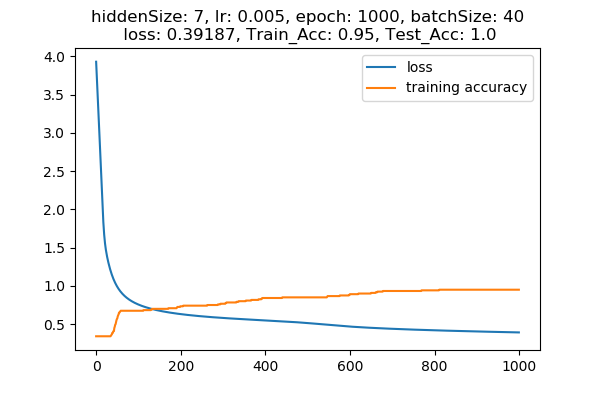 hiddenSize: 7, lr: 0.005, epoch: 1000, batchSize: 40
loss: 0.39187, Train_Acc: 0.95, Test_Acc: 1.0
loss
training accuracy
4.0
3.5
3.0
2.5
2.0
1.5
1.0
0.5
0 200 400 600 800 1000